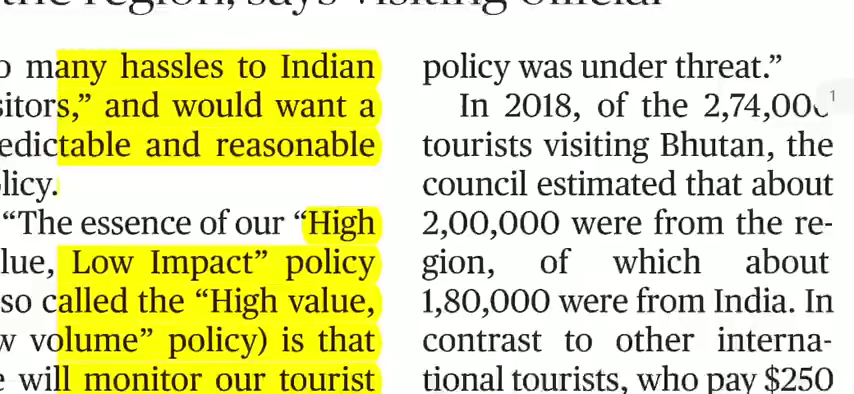 the region, says visiting official
o many hassles to Indian
sitors,” and would want a
edictable and reasonable
licy.
“The essence of our “High
lue, Low Impact” policy
so called the “High value,
w volume” policy) is that
e will monitor our tourist
policy was under threat.”
In 2018, of the 2,74,000
tourists visiting Bhutan, the
council estimated that about
2,00,000 were from the re-
gion, of which about
1,80,000 were from India. In
contrast to other interna-
tional tourists, who pay $250
1